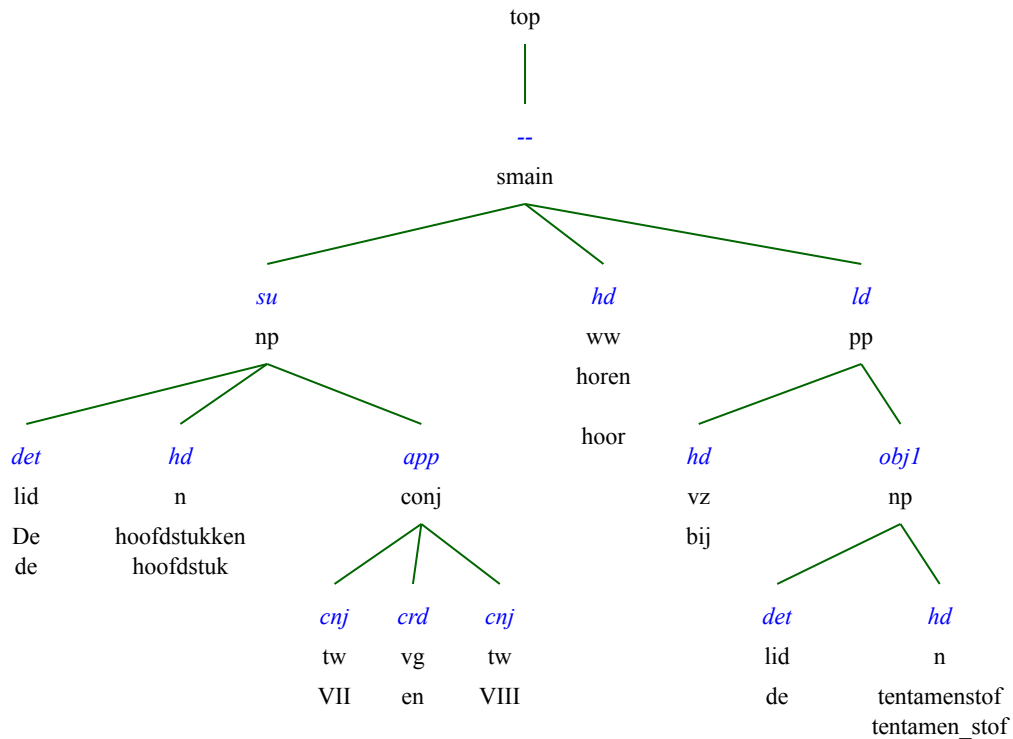 top
--
smain
su hd ld
np ww pp
horen
hoor
det hd app hd obj1
lid n conj vz np
De hoofdstukken bij
de hoofdstuk
cnj crd cnj det hd
tw vg tw lid n
VII en VIII de tentamenstof
tentamen_stof